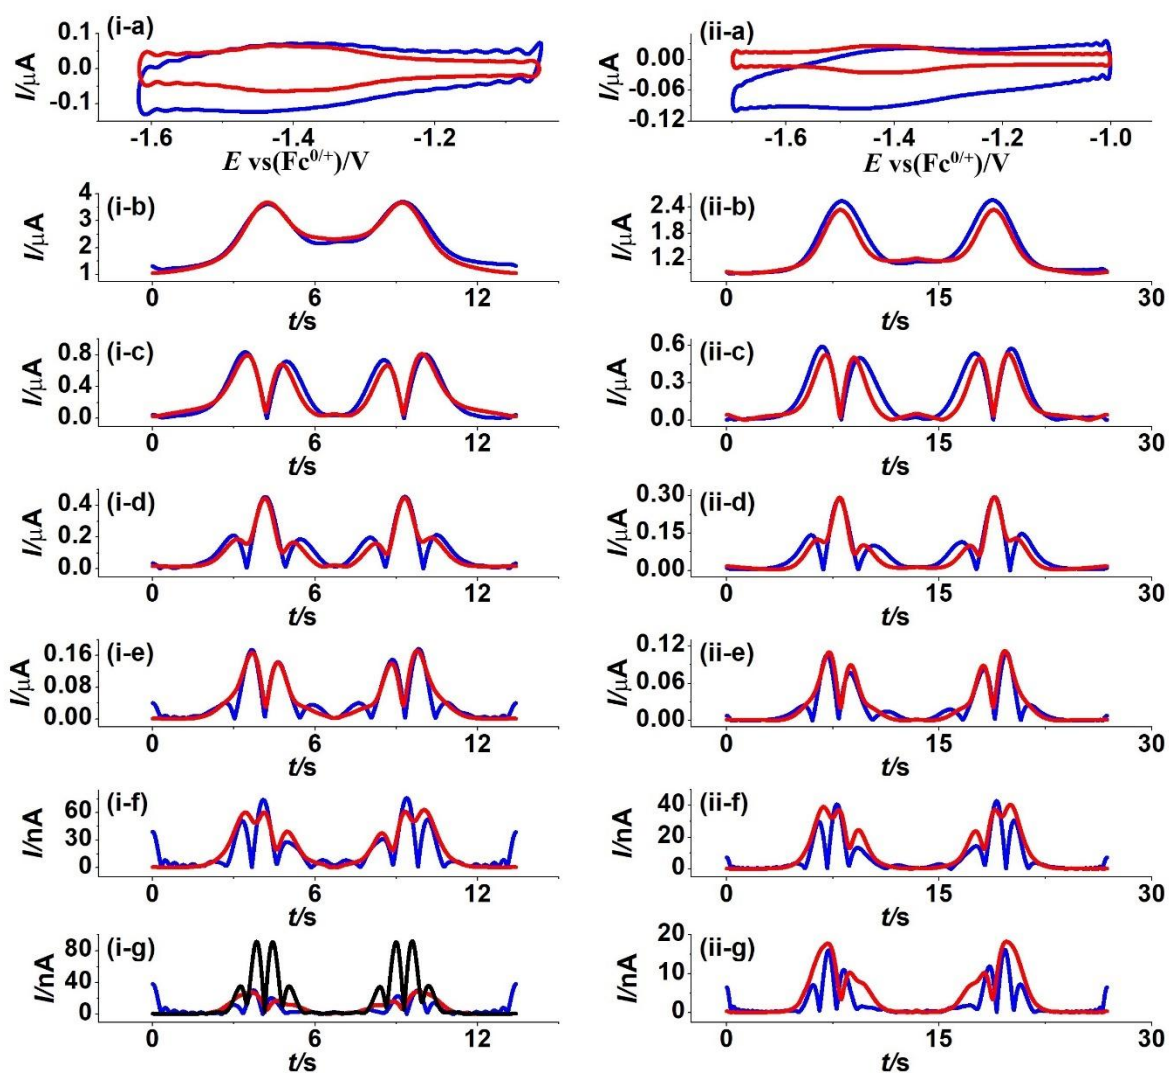 (i-a)
I/μA
0.1
0.0
-0.1
-1.6
-1.4
-1.2
E vs(Fc0/+)/V
(i-b)
I/μA
4
3
2
1
0
6
12
t/s
(i-c)
I/μA
0.8
0.4
0.0
0
6
12
t/s
(i-d)
I/μA
0.4
0.2
0.0
0
6
12
t/s
(i-e)
I/μA
0.16
0.08
0.00
0
6
12
t/s
(i-f)
I/nA
60
30
0
0
6
12
t/s
(i-g)
I/nA
80
40
0
0
6
12
t/s
(ii-a)
I/μA
0.00
-0.06
-0.12
-1.6
-1.4
-1.2
-1.0
E vs(Fc0/+)/V
(ii-b)
I/μA
2.4
1.8
1.2
0
15
30
t/s
(ii-c)
I/μA
0.6
0.3
0.0
0
15
30
t/s
(ii-d)
I/μA
0.30
0.15
0.00
0
15
30
t/s
(ii-e)
I/μA
0.12
0.06
0.00
0
15
30
t/s
(ii-f)
I/nA
40
20
0
0
15
30
t/s
(ii-g)
I/nA
20
10
0
0
15
30
t/s